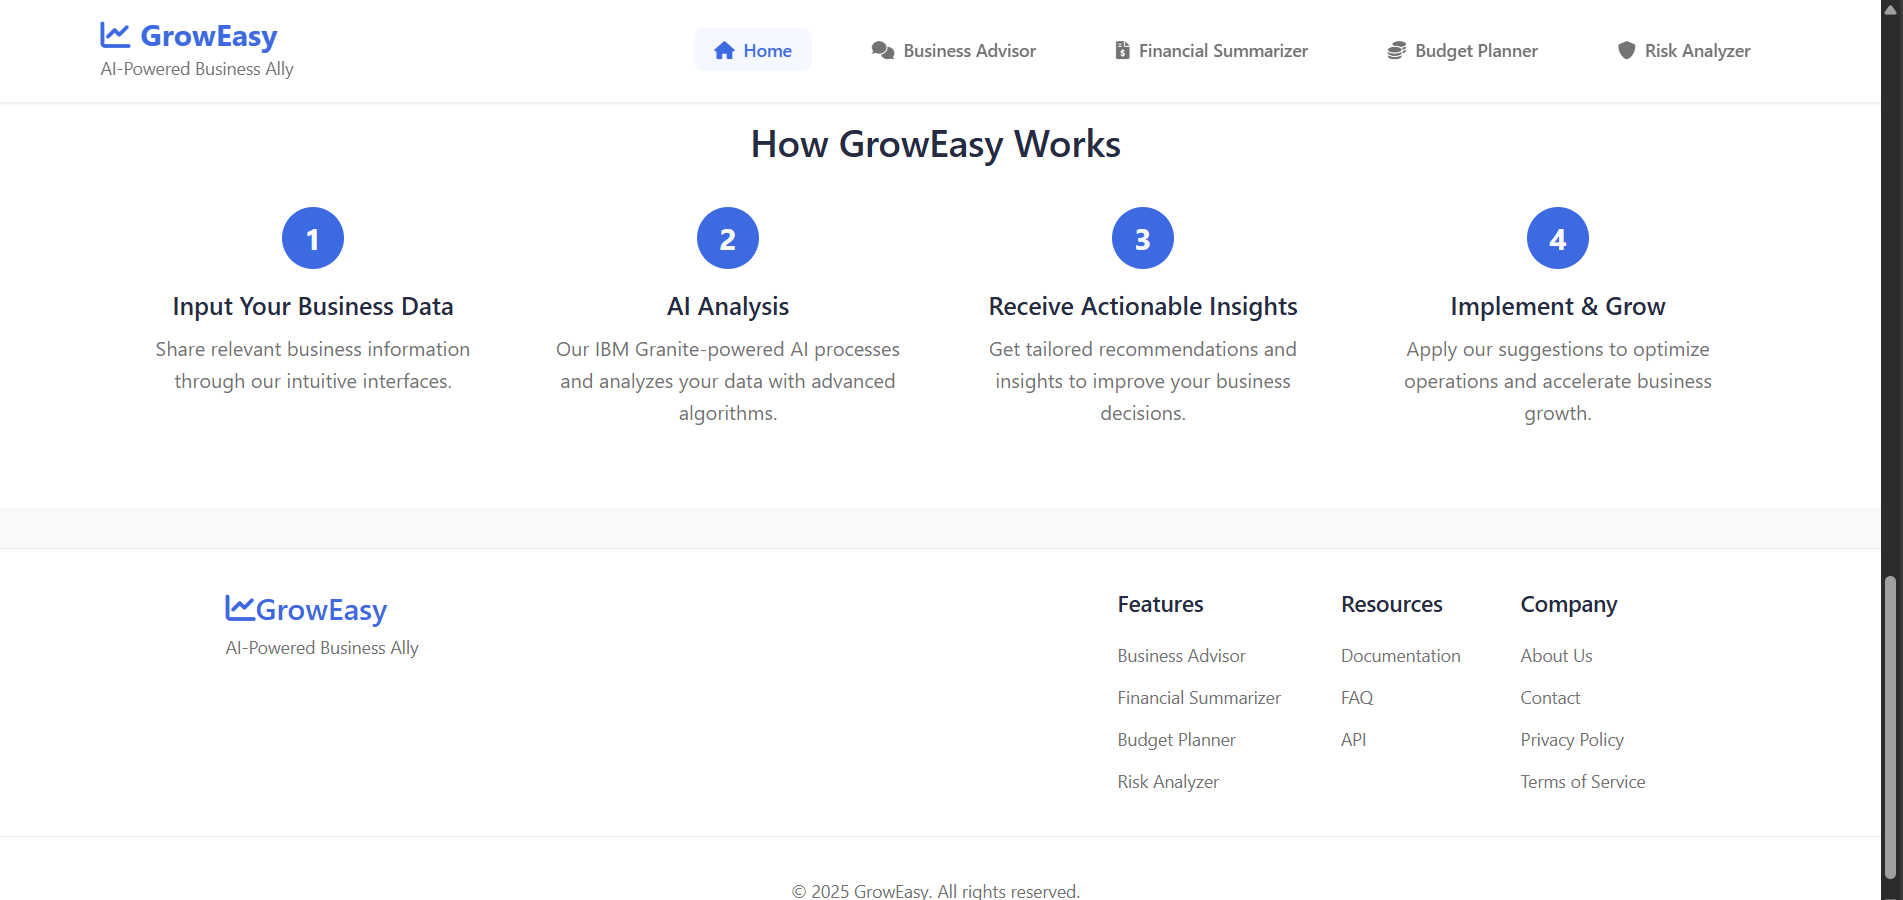 GrowEasy
AI-Powered Business Ally
Home
Business Advisor
Financial Summarizer
Budget Planner
Risk Analyzer
How GrowEasy Works
1
Input Your Business Data
Share relevant business information
through our intuitive interfaces.
2
AI Analysis
Our IBM Granite-powered AI processes
and analyzes your data with advanced
algorithms.
3
Receive Actionable Insights
Get tailored recommendations and
insights to improve your business
decisions.
4
Implement & Grow
Apply our suggestions to optimize
operations and accelerate business
growth.
GrowEasy
AI-Powered Business Ally
Features
Business Advisor
Financial Summarizer
Budget Planner
Risk Analyzer
Resources
Documentation
FAQ
API
Company
About Us
Contact
Privacy Policy
Terms of Service
© 2025 GrowEasy. All rights reserved.